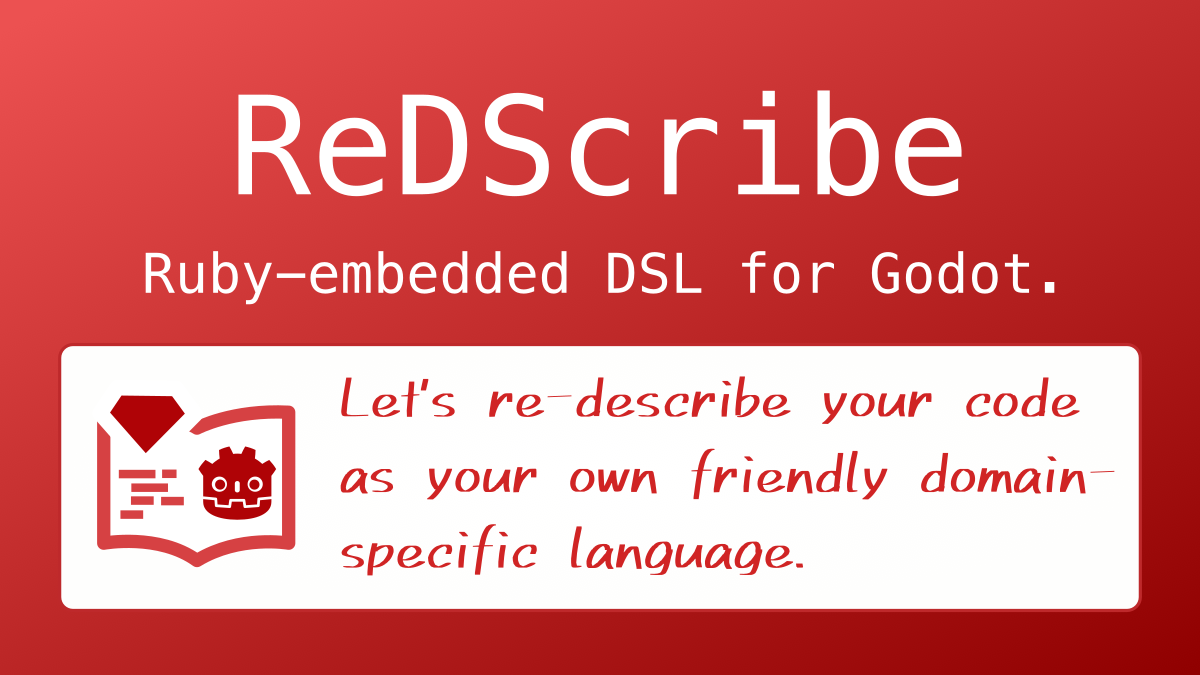 ReDScribe
Ruby-embedded DSL for Godot.
Let's re-describe your code
as your own friendly domain-
specific language.